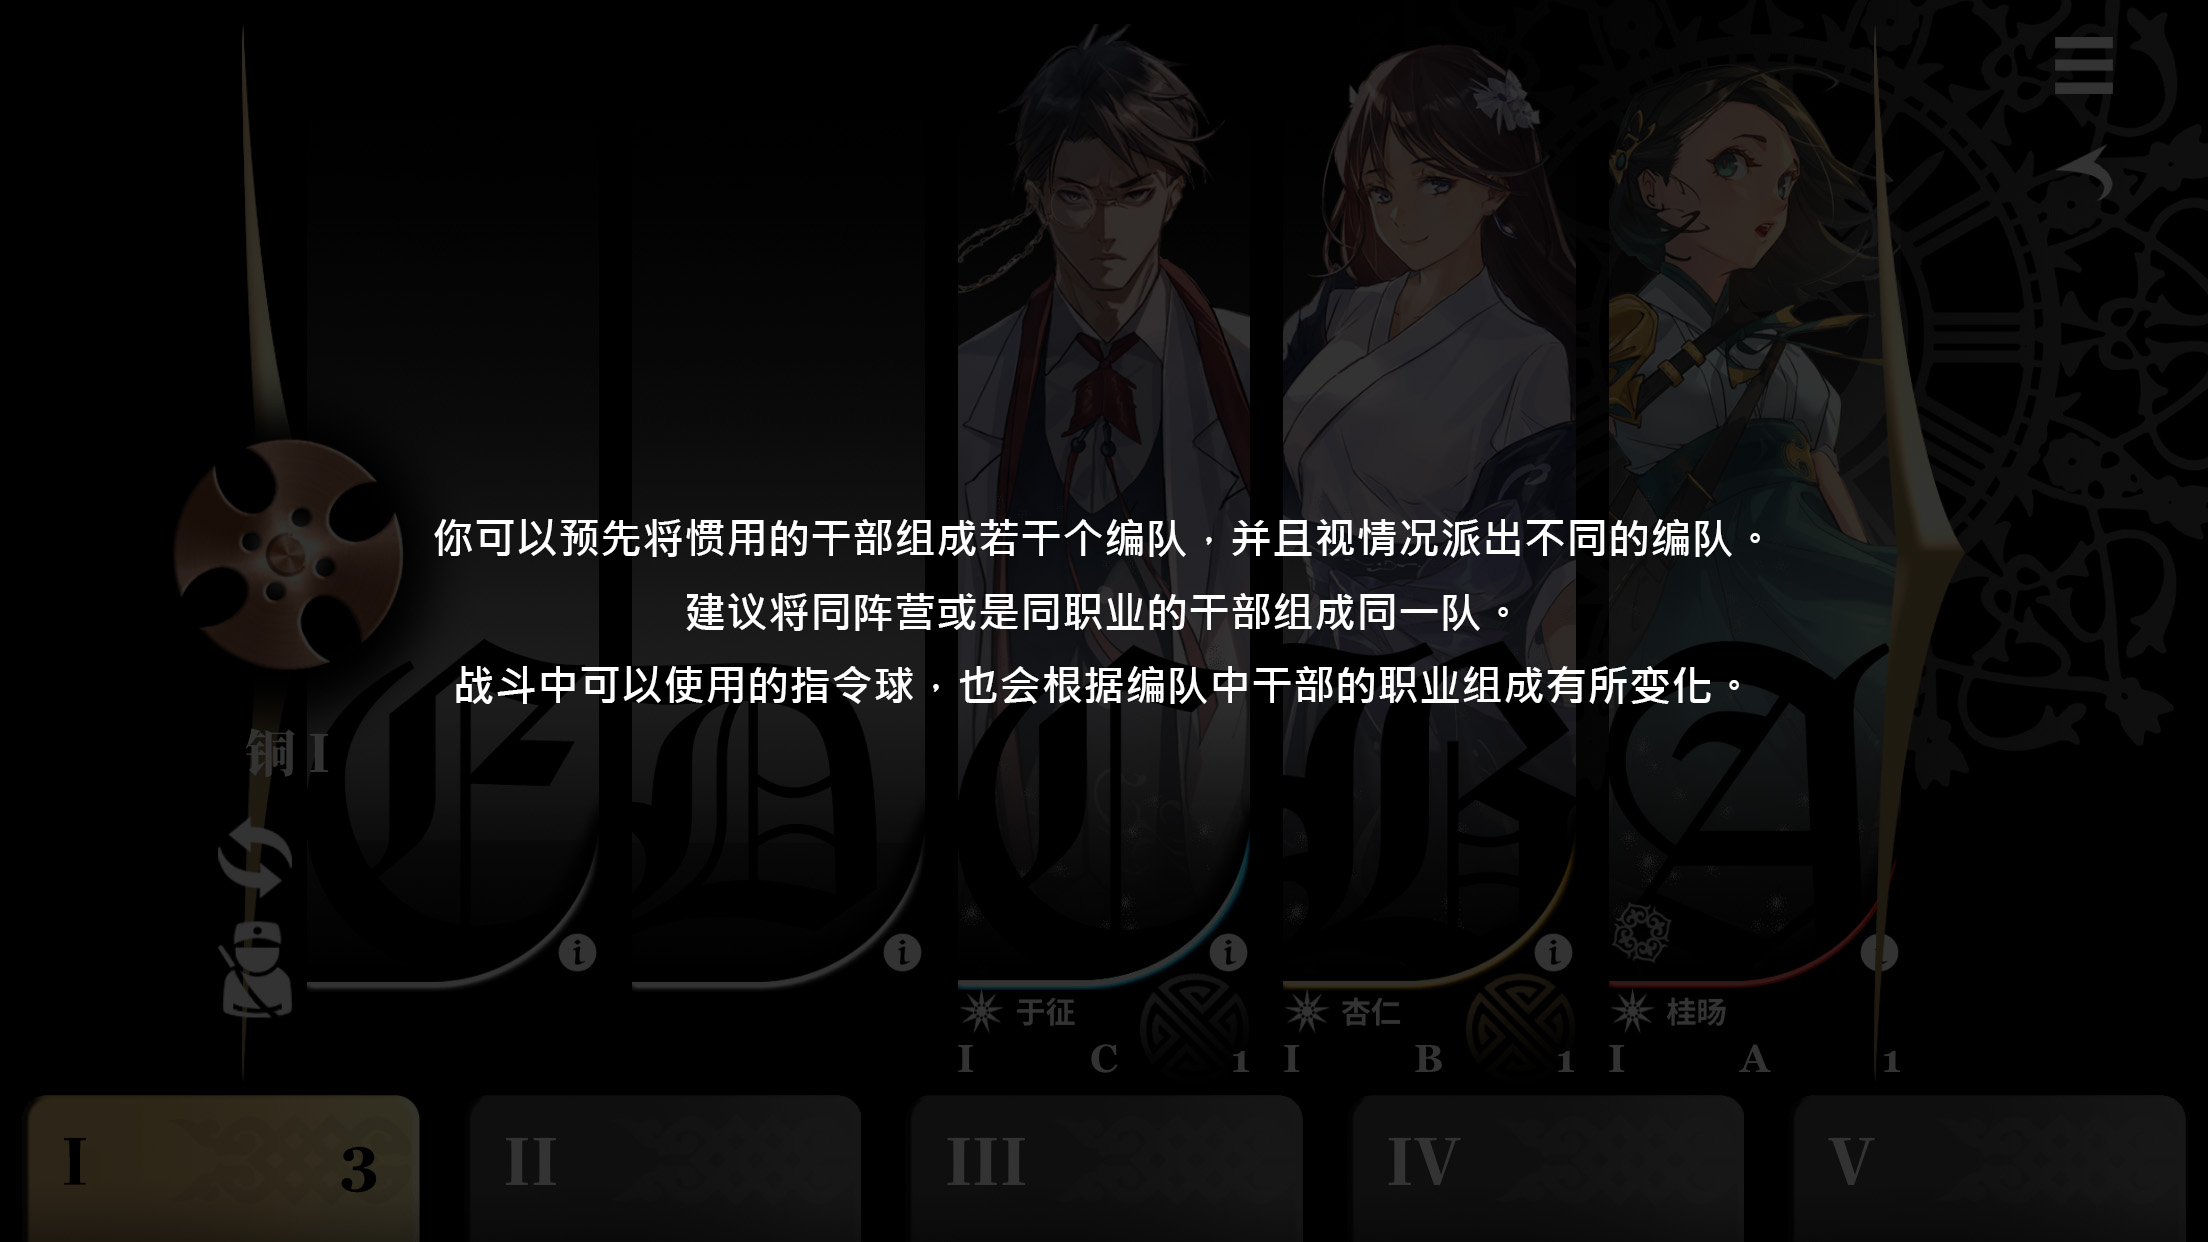 你可以预先将惯用的干部组成若干个编队，并且视情况派出不同的编队。
建议将同阵营或是同职业的干部组成同一队。
战斗中可以使用的指令球，也会根据编队中干部的职业组成有所变化。
铜 I
E D C B A
i i i i i
于征 杏仁 桂旸
I C 1 I B 1 I A 1
I 3 II III IV V